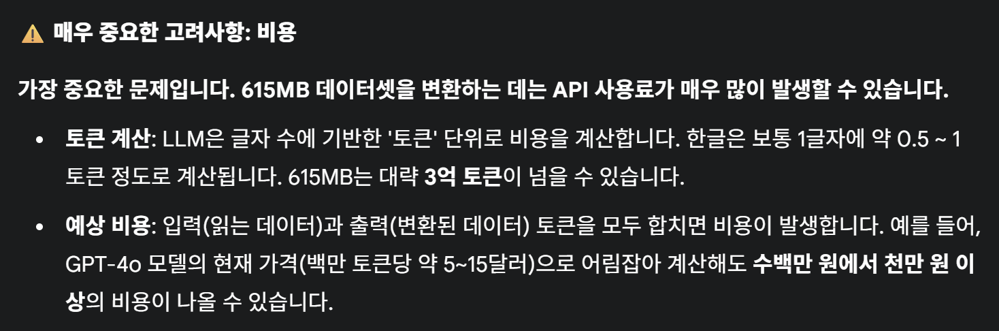 ⚠️ 매우 중요한 고려사항: 비용
가장 중요한 문제입니다. 615MB 데이터셋을 변환하는 데는 API 사용료가 매우 많이 발생할 수 있습니다.
• 토큰 계산: LLM은 글자 수에 기반한 '토큰' 단위로 비용을 계산합니다. 한글은 보통 1글자에 약 0.5 ~ 1
토큰 정도로 계산됩니다. 615MB는 대략 3억 토큰이 넘을 수 있습니다.
• 예상 비용: 입력(읽는 데이터)과 출력(변환된 데이터) 토큰을 모두 합치면 비용이 발생합니다. 예를 들어,
GPT-4o 모델의 현재 가격(백만 토큰당 약 5~15달러)으로 어림잡아 계산해도 수백만 원에서 천만 원 이
상의 비용이 나올 수 있습니다.